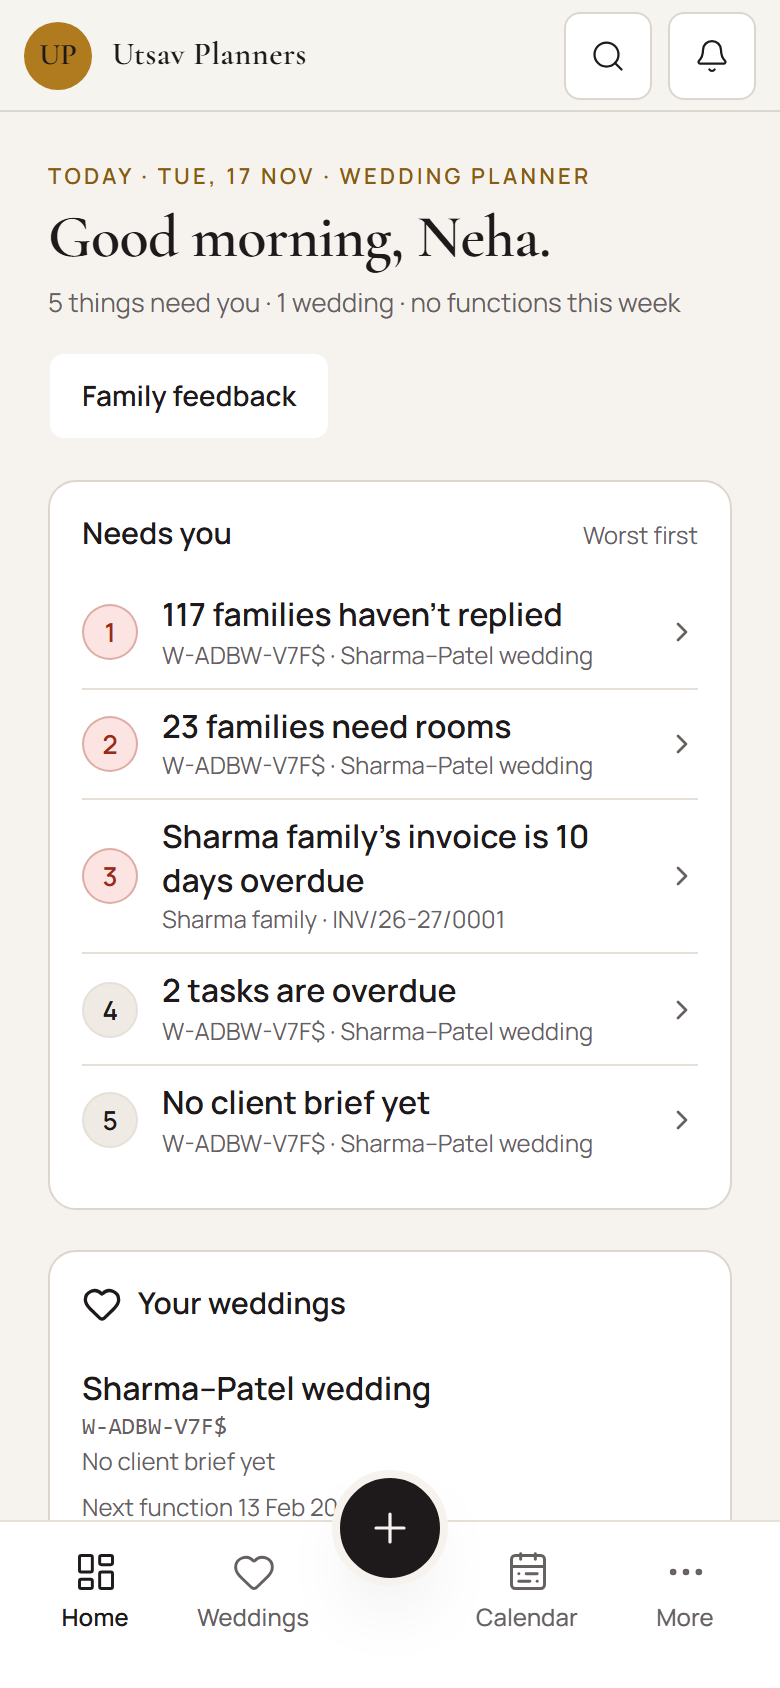 UP Utsav Planners
TODAY · TUE, 17 NOV · WEDDING PLANNER
Good morning, Neha.
5 things need you · 1 wedding · no functions this week
Family feedback
Needs you
Worst first
1
117 families haven’t replied
W-ADBW-V7F$ · Sharma–Patel wedding
2
23 families need rooms
W-ADBW-V7F$ · Sharma–Patel wedding
3
Sharma family’s invoice is 10
days overdue
Sharma family · INV/26-27/0001
4
2 tasks are overdue
W-ADBW-V7F$ · Sharma–Patel wedding
5
No client brief yet
W-ADBW-V7F$ · Sharma–Patel wedding
Your weddings
Sharma–Patel wedding
W-ADBW-V7F$
No client brief yet
Next function 13 Feb 20
Home
Weddings
Calendar
More